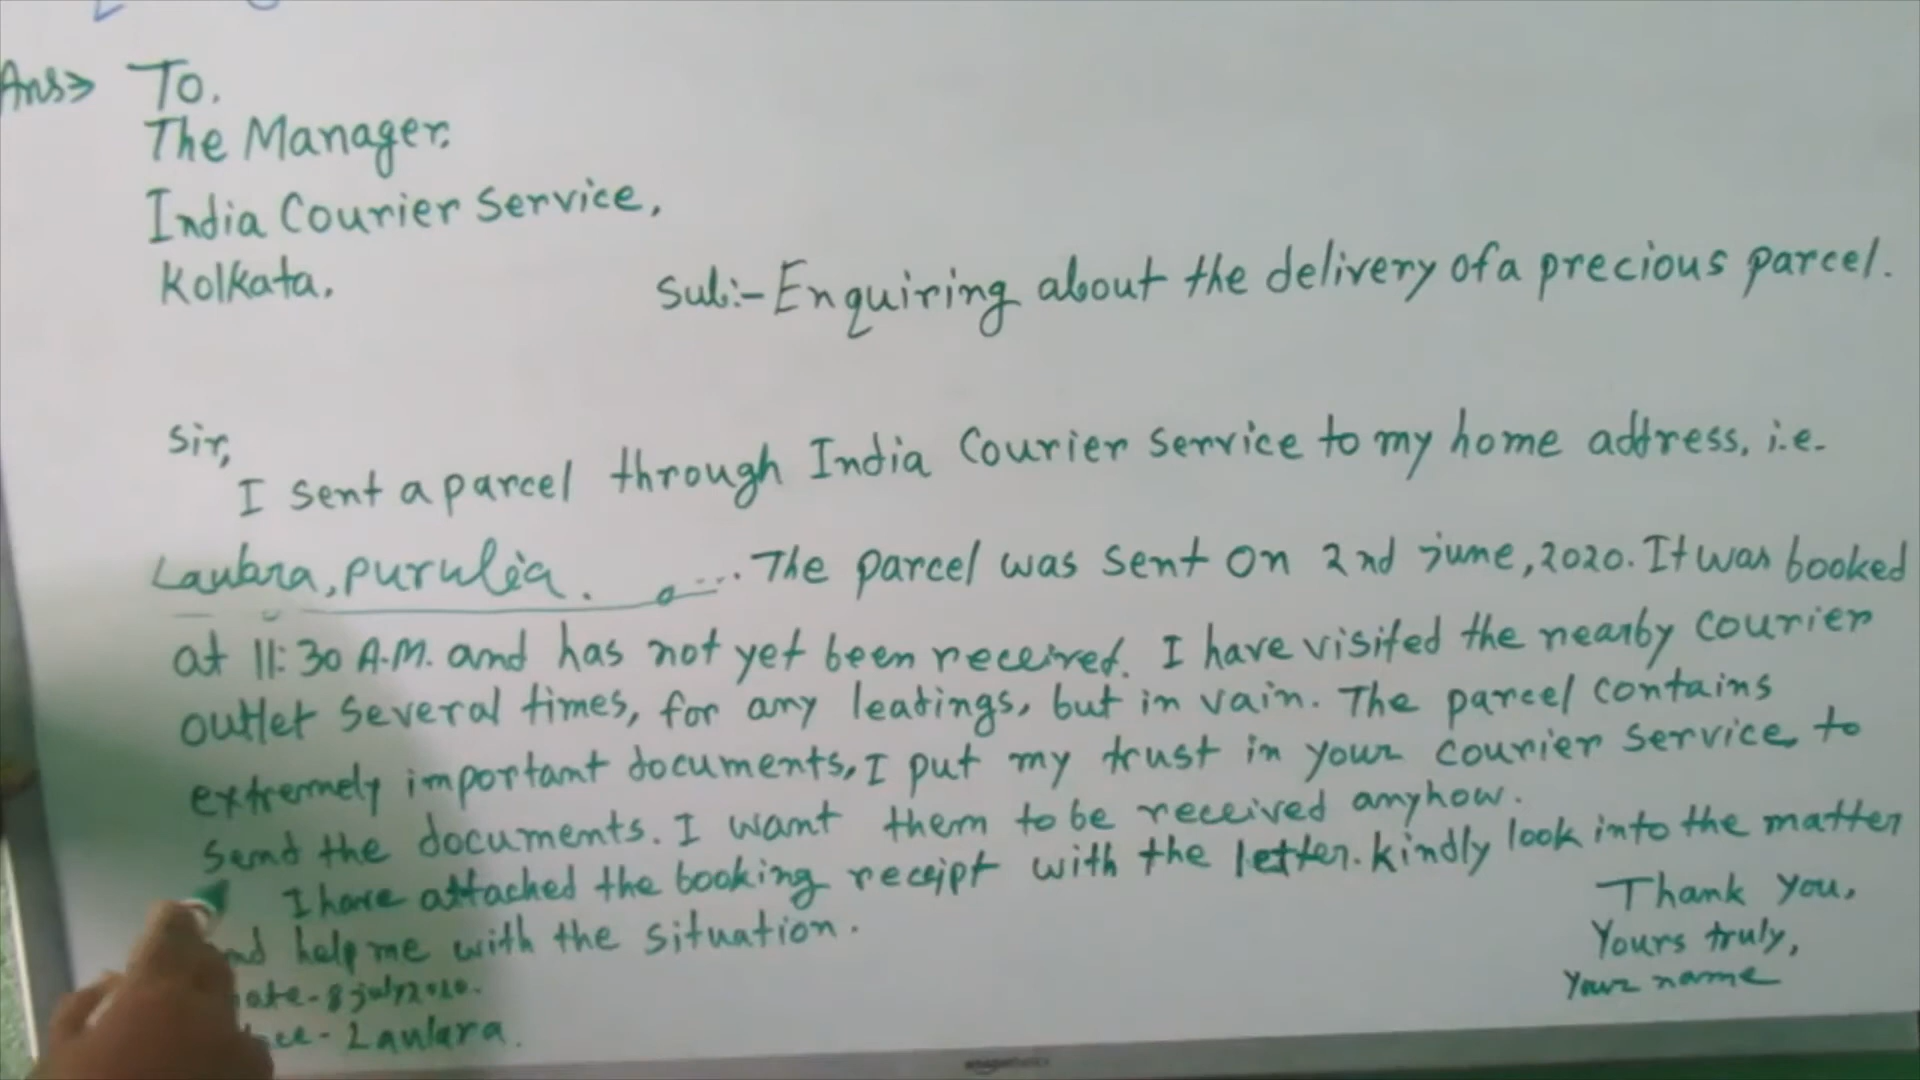 Ans⇒ To.
The Manager,
India Courier Service,
Kolkata.
Sub:- Enquiring about the delivery of a precious parcel.
Sir,
I sent a parcel through India Courier Service to my home address, i.e.
purulia. .... The parcel was sent on 2nd june, 2020. It was booked
at 11:30 A.M. and has not yet been received. I have visited the nearby courier
outlet several times, for any leadings, but in vain. The parcel contains
extremely important documents, I put my trust in your courier service, to
send the documents. I want them to be received anyhow.
I have attached the booking receipt with the letter. kindly look into the matter
nd help me with the situation.
Thank you,
Yours truly,
Your name
ate - 8 july 2020.